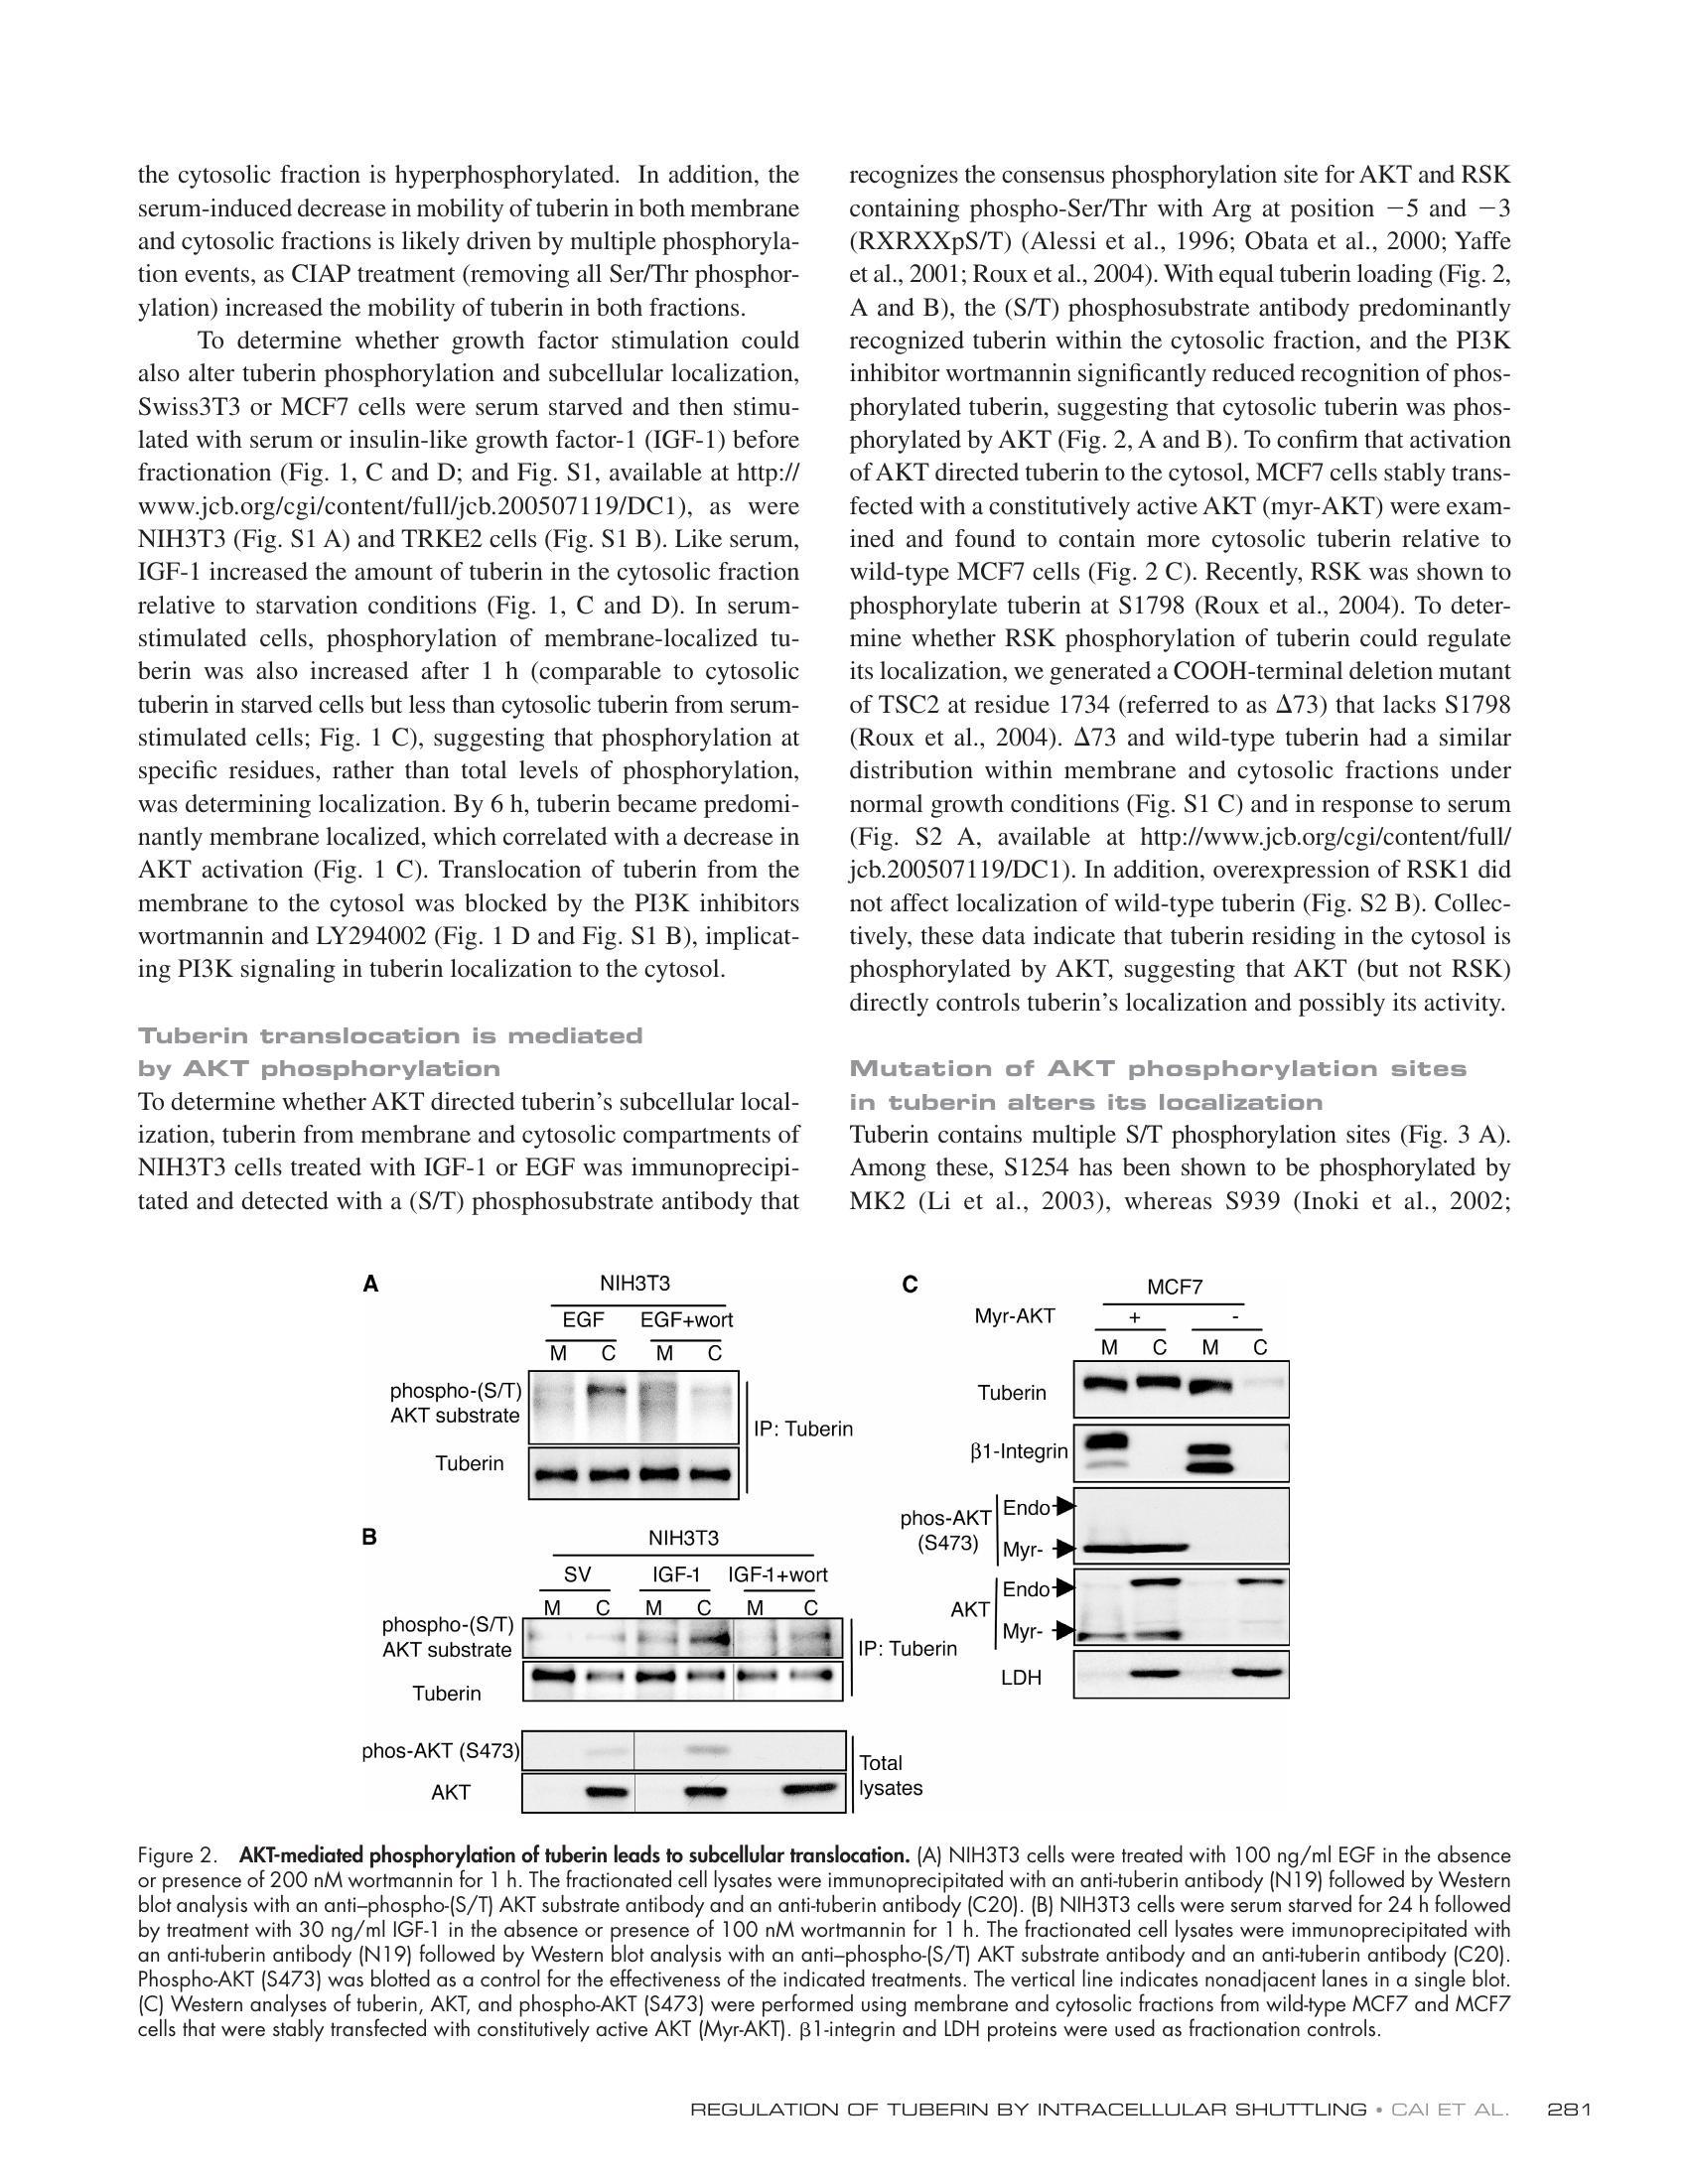 the cytosolic fraction is hyperphosphorylated. In addition, the
serum-induced decrease in mobility of tuberin in both membrane
and cytosolic fractions is likely driven by multiple phosphoryla-
tion events, as CIAP treatment (removing all Ser/Thr phosphor-
ylation) increased the mobility of tuberin in both fractions.
To determine whether growth factor stimulation could
also alter tuberin phosphorylation and subcellular localization,
Swiss3T3 or MCF7 cells were serum starved and then stimu-
lated with serum or insulin-like growth factor-1 (IGF-1) before
fractionation (Fig. 1, C and D; and Fig. S1, available at http://
www.jcb.org/cgi/content/full/jcb.200507119/DC1), as were
NIH3T3 (Fig. S1 A) and TRKE2 cells (Fig. S1 B). Like serum,
IGF-1 increased the amount of tuberin in the cytosolic fraction
relative to starvation conditions (Fig. 1, C and D). In serum-
stimulated cells, phosphorylation of membrane-localized tu-
berin was also increased after 1 h (comparable to cytosolic
tuberin in starved cells but less than cytosolic tuberin from serum-
stimulated cells; Fig. 1 C), suggesting that phosphorylation at
specific residues, rather than total levels of phosphorylation,
was determining localization. By 6 h, tuberin became predomi-
nantly membrane localized, which correlated with a decrease in
AKT activation (Fig. 1 C). Translocation of tuberin from the
membrane to the cytosol was blocked by the PI3K inhibitors
wortmannin and LY294002 (Fig. 1 D and Fig. S1 B), implicat-
ing PI3K signaling in tuberin localization to the cytosol.
Tuberin translocation is mediated
by AKT phosphorylation
To determine whether AKT directed tuberin's subcellular local-
ization, tuberin from membrane and cytosolic compartments of
NIH3T3 cells treated with IGF-1 or EGF was immunoprecipi-
tated and detected with a (S/T) phosphosubstrate antibody that
recognizes the consensus phosphorylation site for AKT and RSK
containing phospho-Ser/Thr with Arg at position −5 and −3
(RXRXXpS/T) (Alessi et al., 1996; Obata et al., 2000; Yaffe
et al., 2001; Roux et al., 2004). With equal tuberin loading (Fig. 2,
A and B), the (S/T) phosphosubstrate antibody predominantly
recognized tuberin within the cytosolic fraction, and the PI3K
inhibitor wortmannin significantly reduced recognition of phos-
phorylated tuberin, suggesting that cytosolic tuberin was phos-
phorylated by AKT (Fig. 2, A and B). To confirm that activation
of AKT directed tuberin to the cytosol, MCF7 cells stably trans-
fected with a constitutively active AKT (myr-AKT) were exam-
ined and found to contain more cytosolic tuberin relative to
wild-type MCF7 cells (Fig. 2 C). Recently, RSK was shown to
phosphorylate tuberin at S1798 (Roux et al., 2004). To deter-
mine whether RSK phosphorylation of tuberin could regulate
its localization, we generated a COOH-terminal deletion mutant
of TSC2 at residue 1734 (referred to as Δ73) that lacks S1798
(Roux et al., 2004). Δ73 and wild-type tuberin had a similar
distribution within membrane and cytosolic fractions under
normal growth conditions (Fig. S1 C) and in response to serum
(Fig. S2 A, available at http://www.jcb.org/cgi/content/full/
jcb.200507119/DC1). In addition, overexpression of RSK1 did
not affect localization of wild-type tuberin (Fig. S2 B). Collec-
tively, these data indicate that tuberin residing in the cytosol is
phosphorylated by AKT, suggesting that AKT (but not RSK)
directly controls tuberin's localization and possibly its activity.
Mutation of AKT phosphorylation sites
in tuberin alters its localization
Tuberin contains multiple S/T phosphorylation sites (Fig. 3 A).
Among these, S1254 has been shown to be phosphorylated by
MK2 (Li et al., 2003), whereas S939 (Inoki et al., 2002;
A
NIH3T3
EGF EGF+wort
M C M C
phospho-(S/T)
AKT substrate
Tuberin
IP: Tuberin
B
NIH3T3
SV IGF-1 IGF-1+wort
M C M C M C
phospho-(S/T)
AKT substrate
Tuberin
IP: Tuberin
phos-AKT (S473)
AKT
Total
lysates
C
MCF7
Myr-AKT + -
M C M C
Tuberin
β1-Integrin
phos-AKT
(S473)
Endo
Myr-
AKT
Endo
Myr-
LDH
Figure 2. AKT-mediated phosphorylation of tuberin leads to subcellular translocation. (A) NIH3T3 cells were treated with 100 ng/ml EGF in the absence
or presence of 200 nM wortmannin for 1 h. The fractionated cell lysates were immunoprecipitated with an anti-tuberin antibody (N19) followed by Western
blot analysis with an anti–phospho-(S/T) AKT substrate antibody and an anti-tuberin antibody (C20). (B) NIH3T3 cells were serum starved for 24 h followed
by treatment with 30 ng/ml IGF-1 in the absence or presence of 100 nM wortmannin for 1 h. The fractionated cell lysates were immunoprecipitated with
an anti-tuberin antibody (N19) followed by Western blot analysis with an anti–phospho-(S/T) AKT substrate antibody and an anti-tuberin antibody (C20).
Phospho-AKT (S473) was blotted as a control for the effectiveness of the indicated treatments. The vertical line indicates nonadjacent lanes in a single blot.
(C) Western analyses of tuberin, AKT, and phospho-AKT (S473) were performed using membrane and cytosolic fractions from wild-type MCF7 and MCF7
cells that were stably transfected with constitutively active AKT (Myr-AKT). β1-integrin and LDH proteins were used as fractionation controls.
REGULATION OF TUBERIN BY INTRACELLULAR SHUTTLING • CAI ET AL. 281